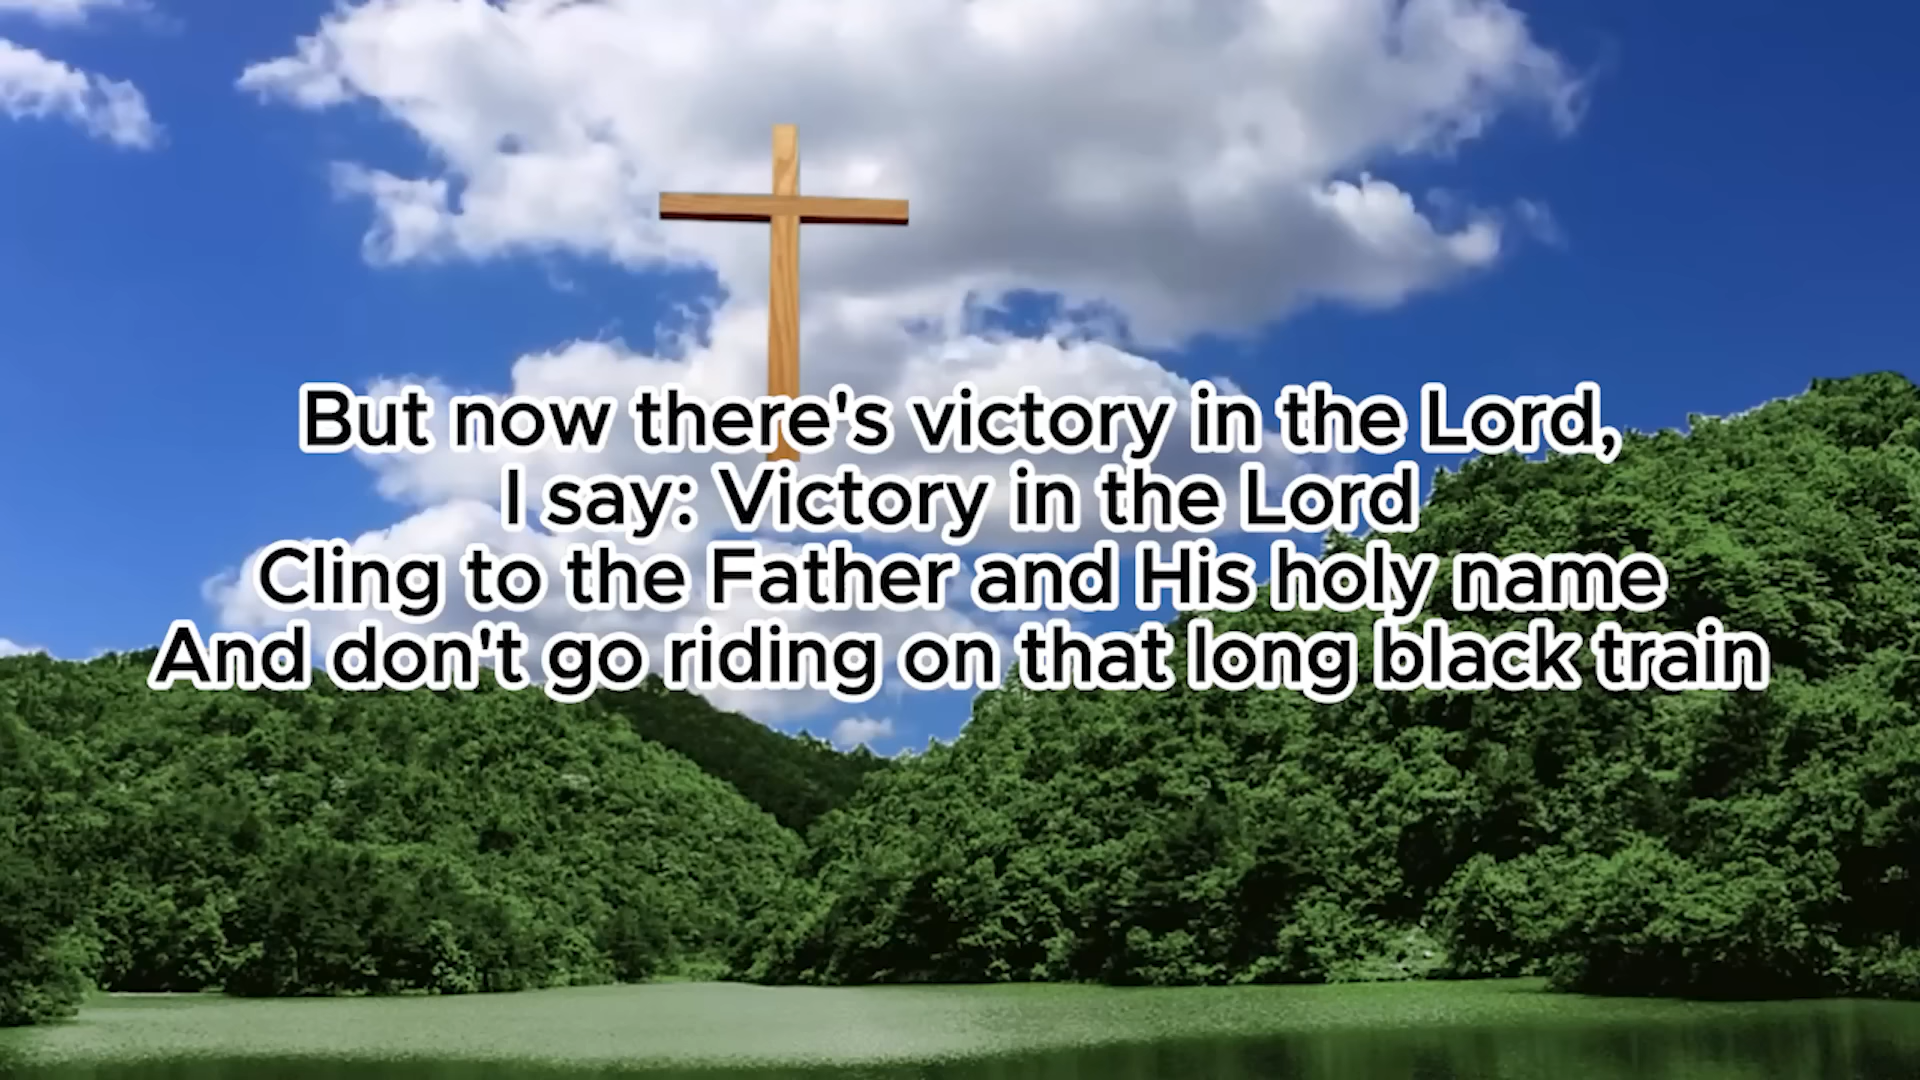 But now there's victory in the Lord,
I say: Victory in the Lord
Cling to the Father and His holy name
And don't go riding on that long black train